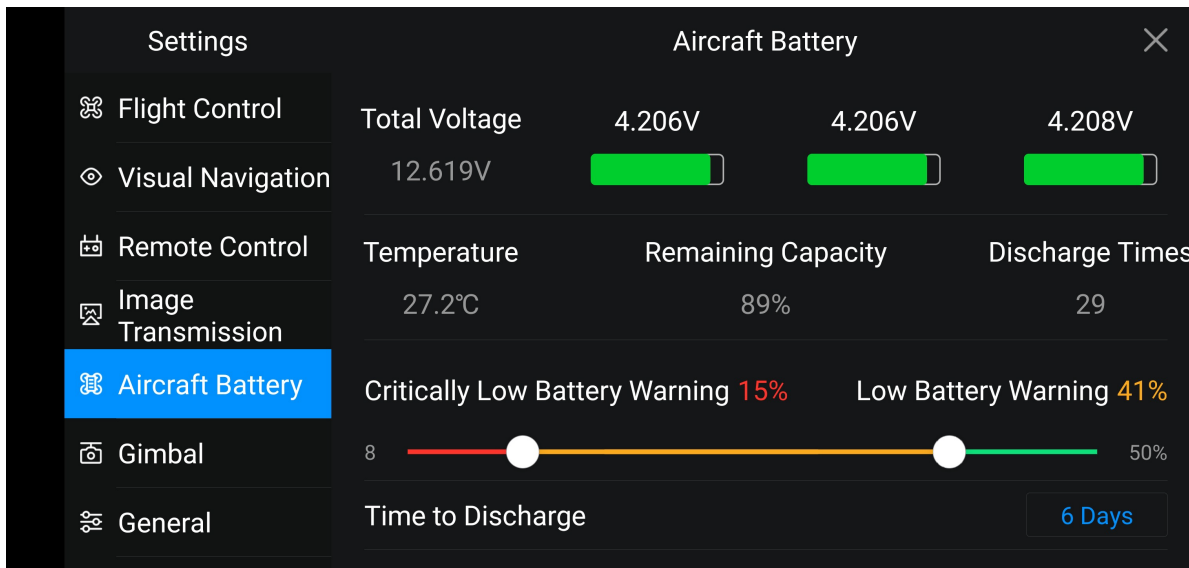 Settings
Aircraft Battery
Flight Control
Visual Navigation
Remote Control
Image
Transmission
Aircraft Battery
Gimbal
General
Total Voltage
12.619V
4.206V
4.206V
4.208V
Temperature
27.2℃
Remaining Capacity
89%
Discharge Times
29
Critically Low Battery Warning 15%
Low Battery Warning 41%
8
50%
Time to Discharge
6 Days